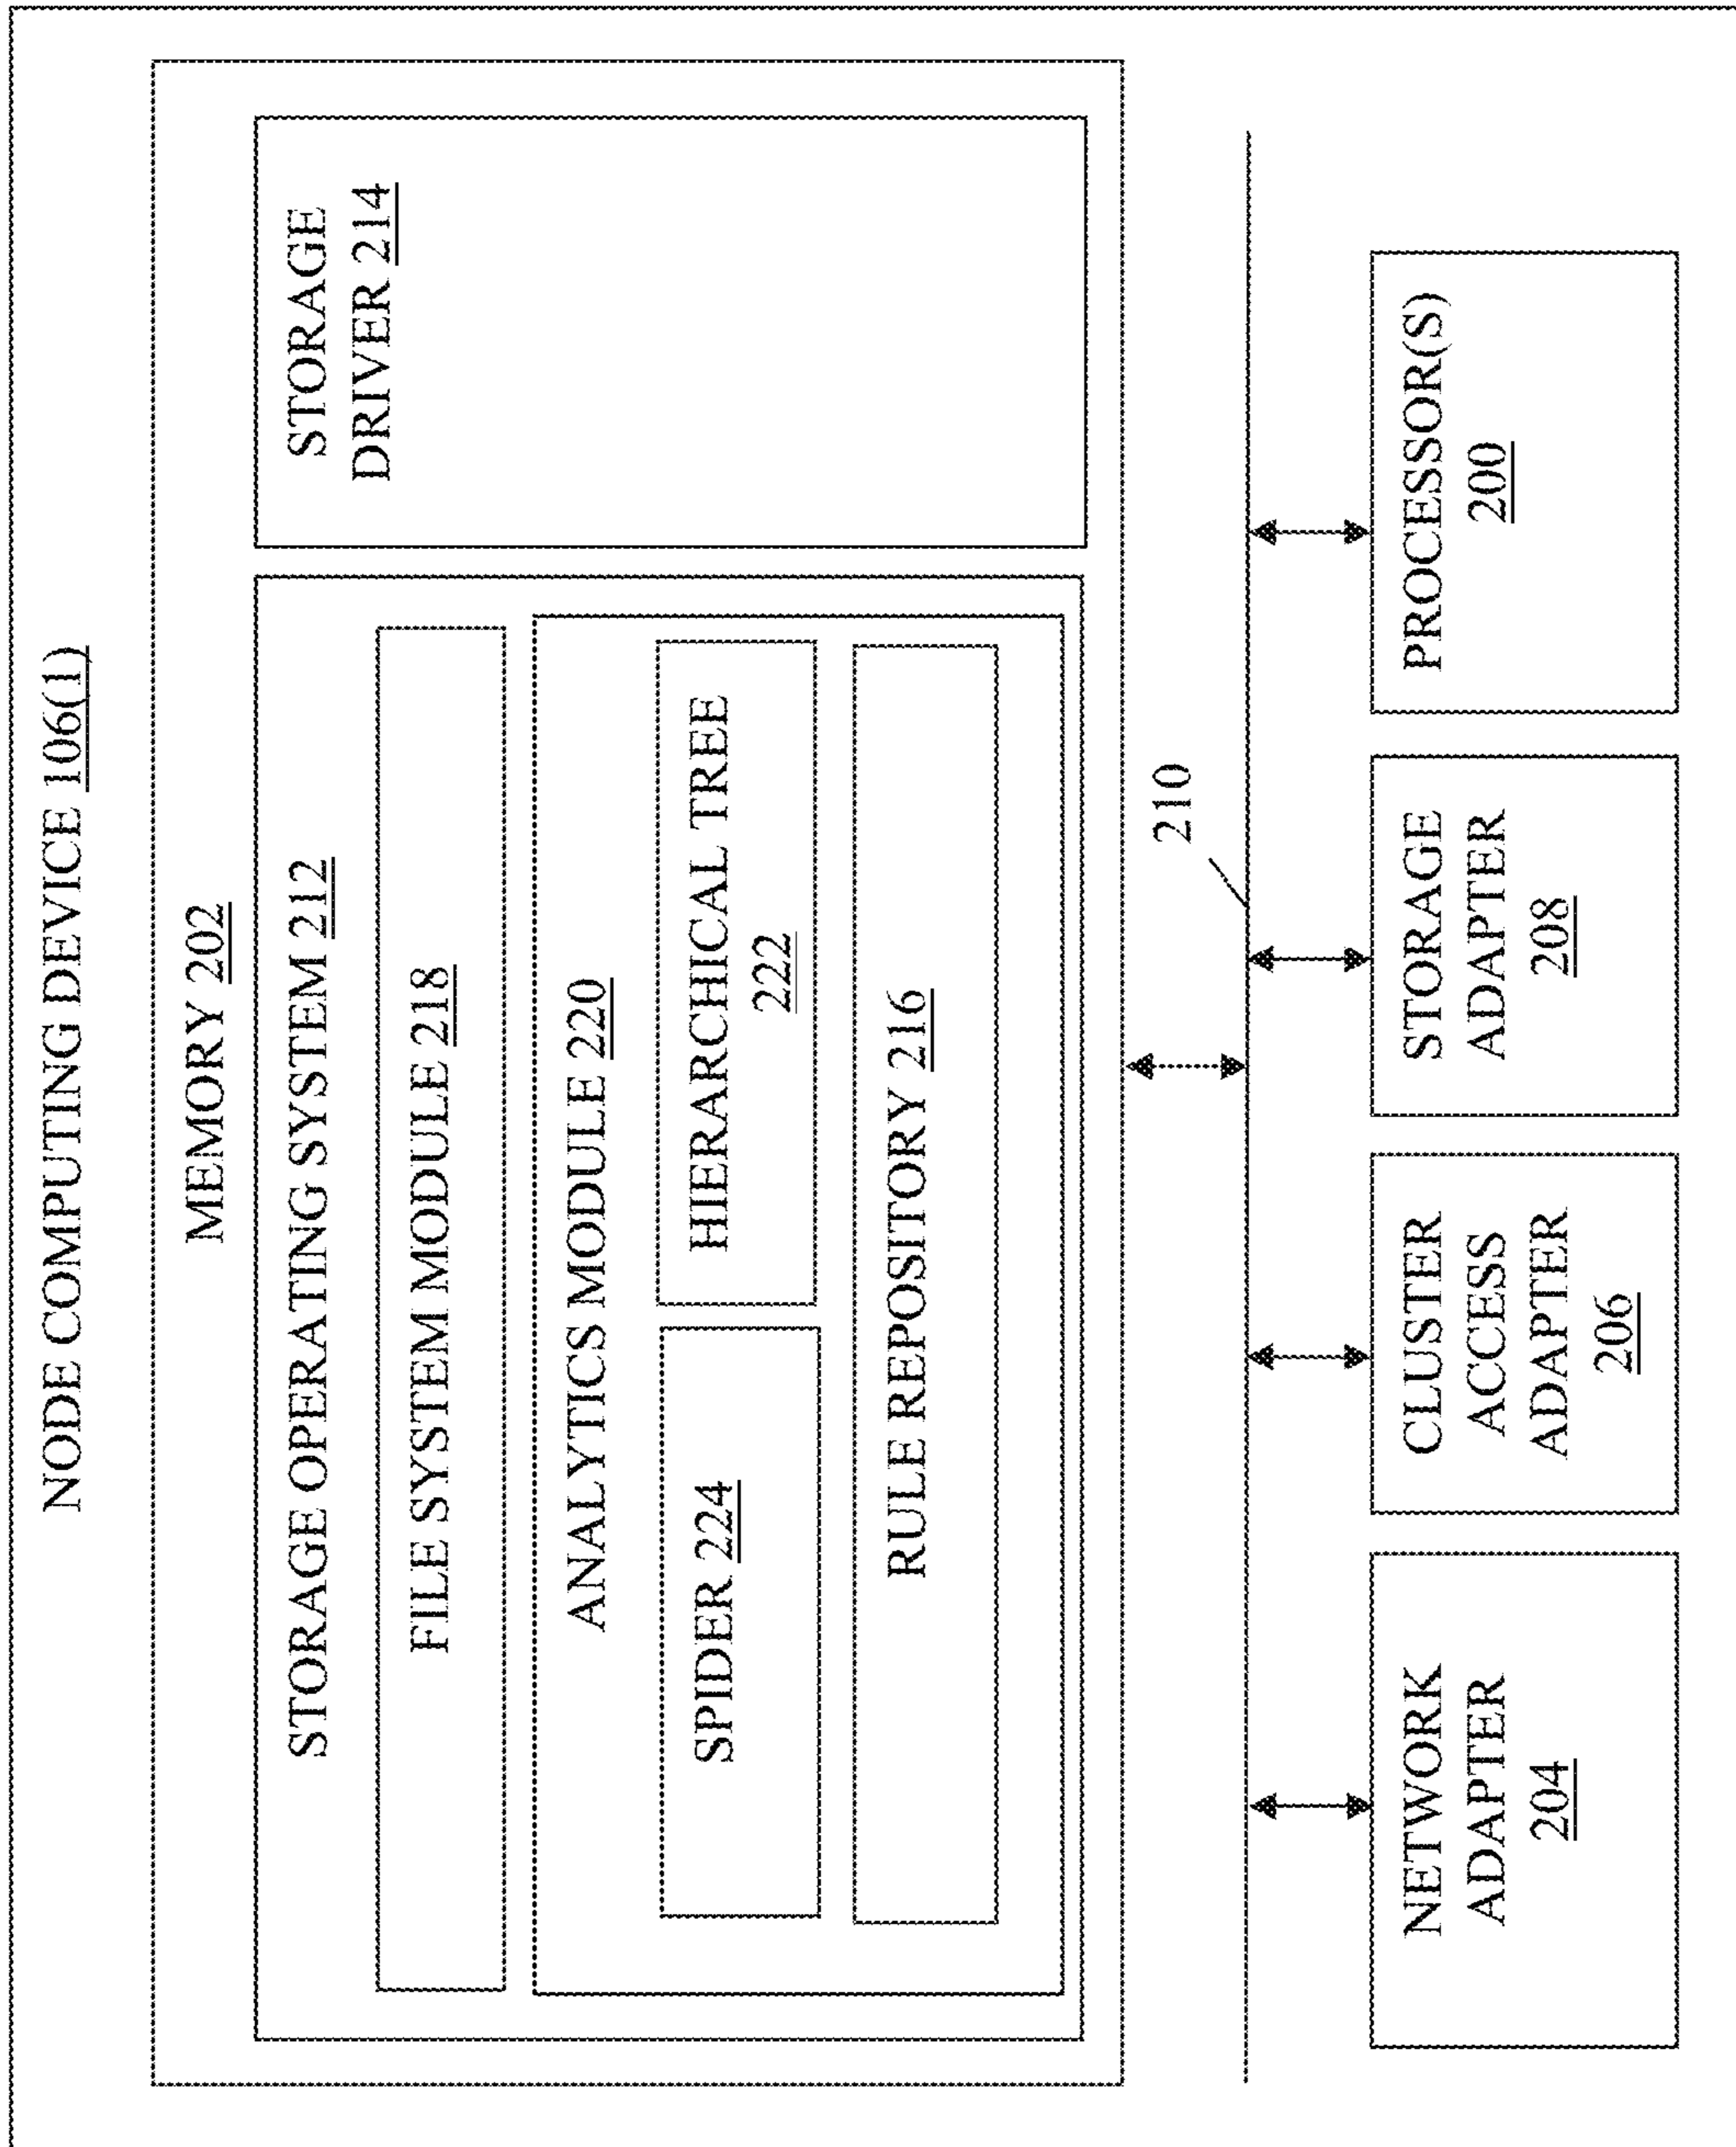 NODE COMPUTING DEVICE 106(1)
MEMORY 202
STORAGE OPERATING SYSTEM 212
FILE SYSTEM MODULE 218
ANALYTICS MODULE 220
SPIDER 224
HIERARCHICAL TREE
222
RULE REPOSITORY 216
STORAGE
DRIVER 214
210
NETWORK
ADAPTER
204
CLUSTER
ACCESS
ADAPTER
206
STORAGE
ADAPTER
208
PROCESSOR(S)
200